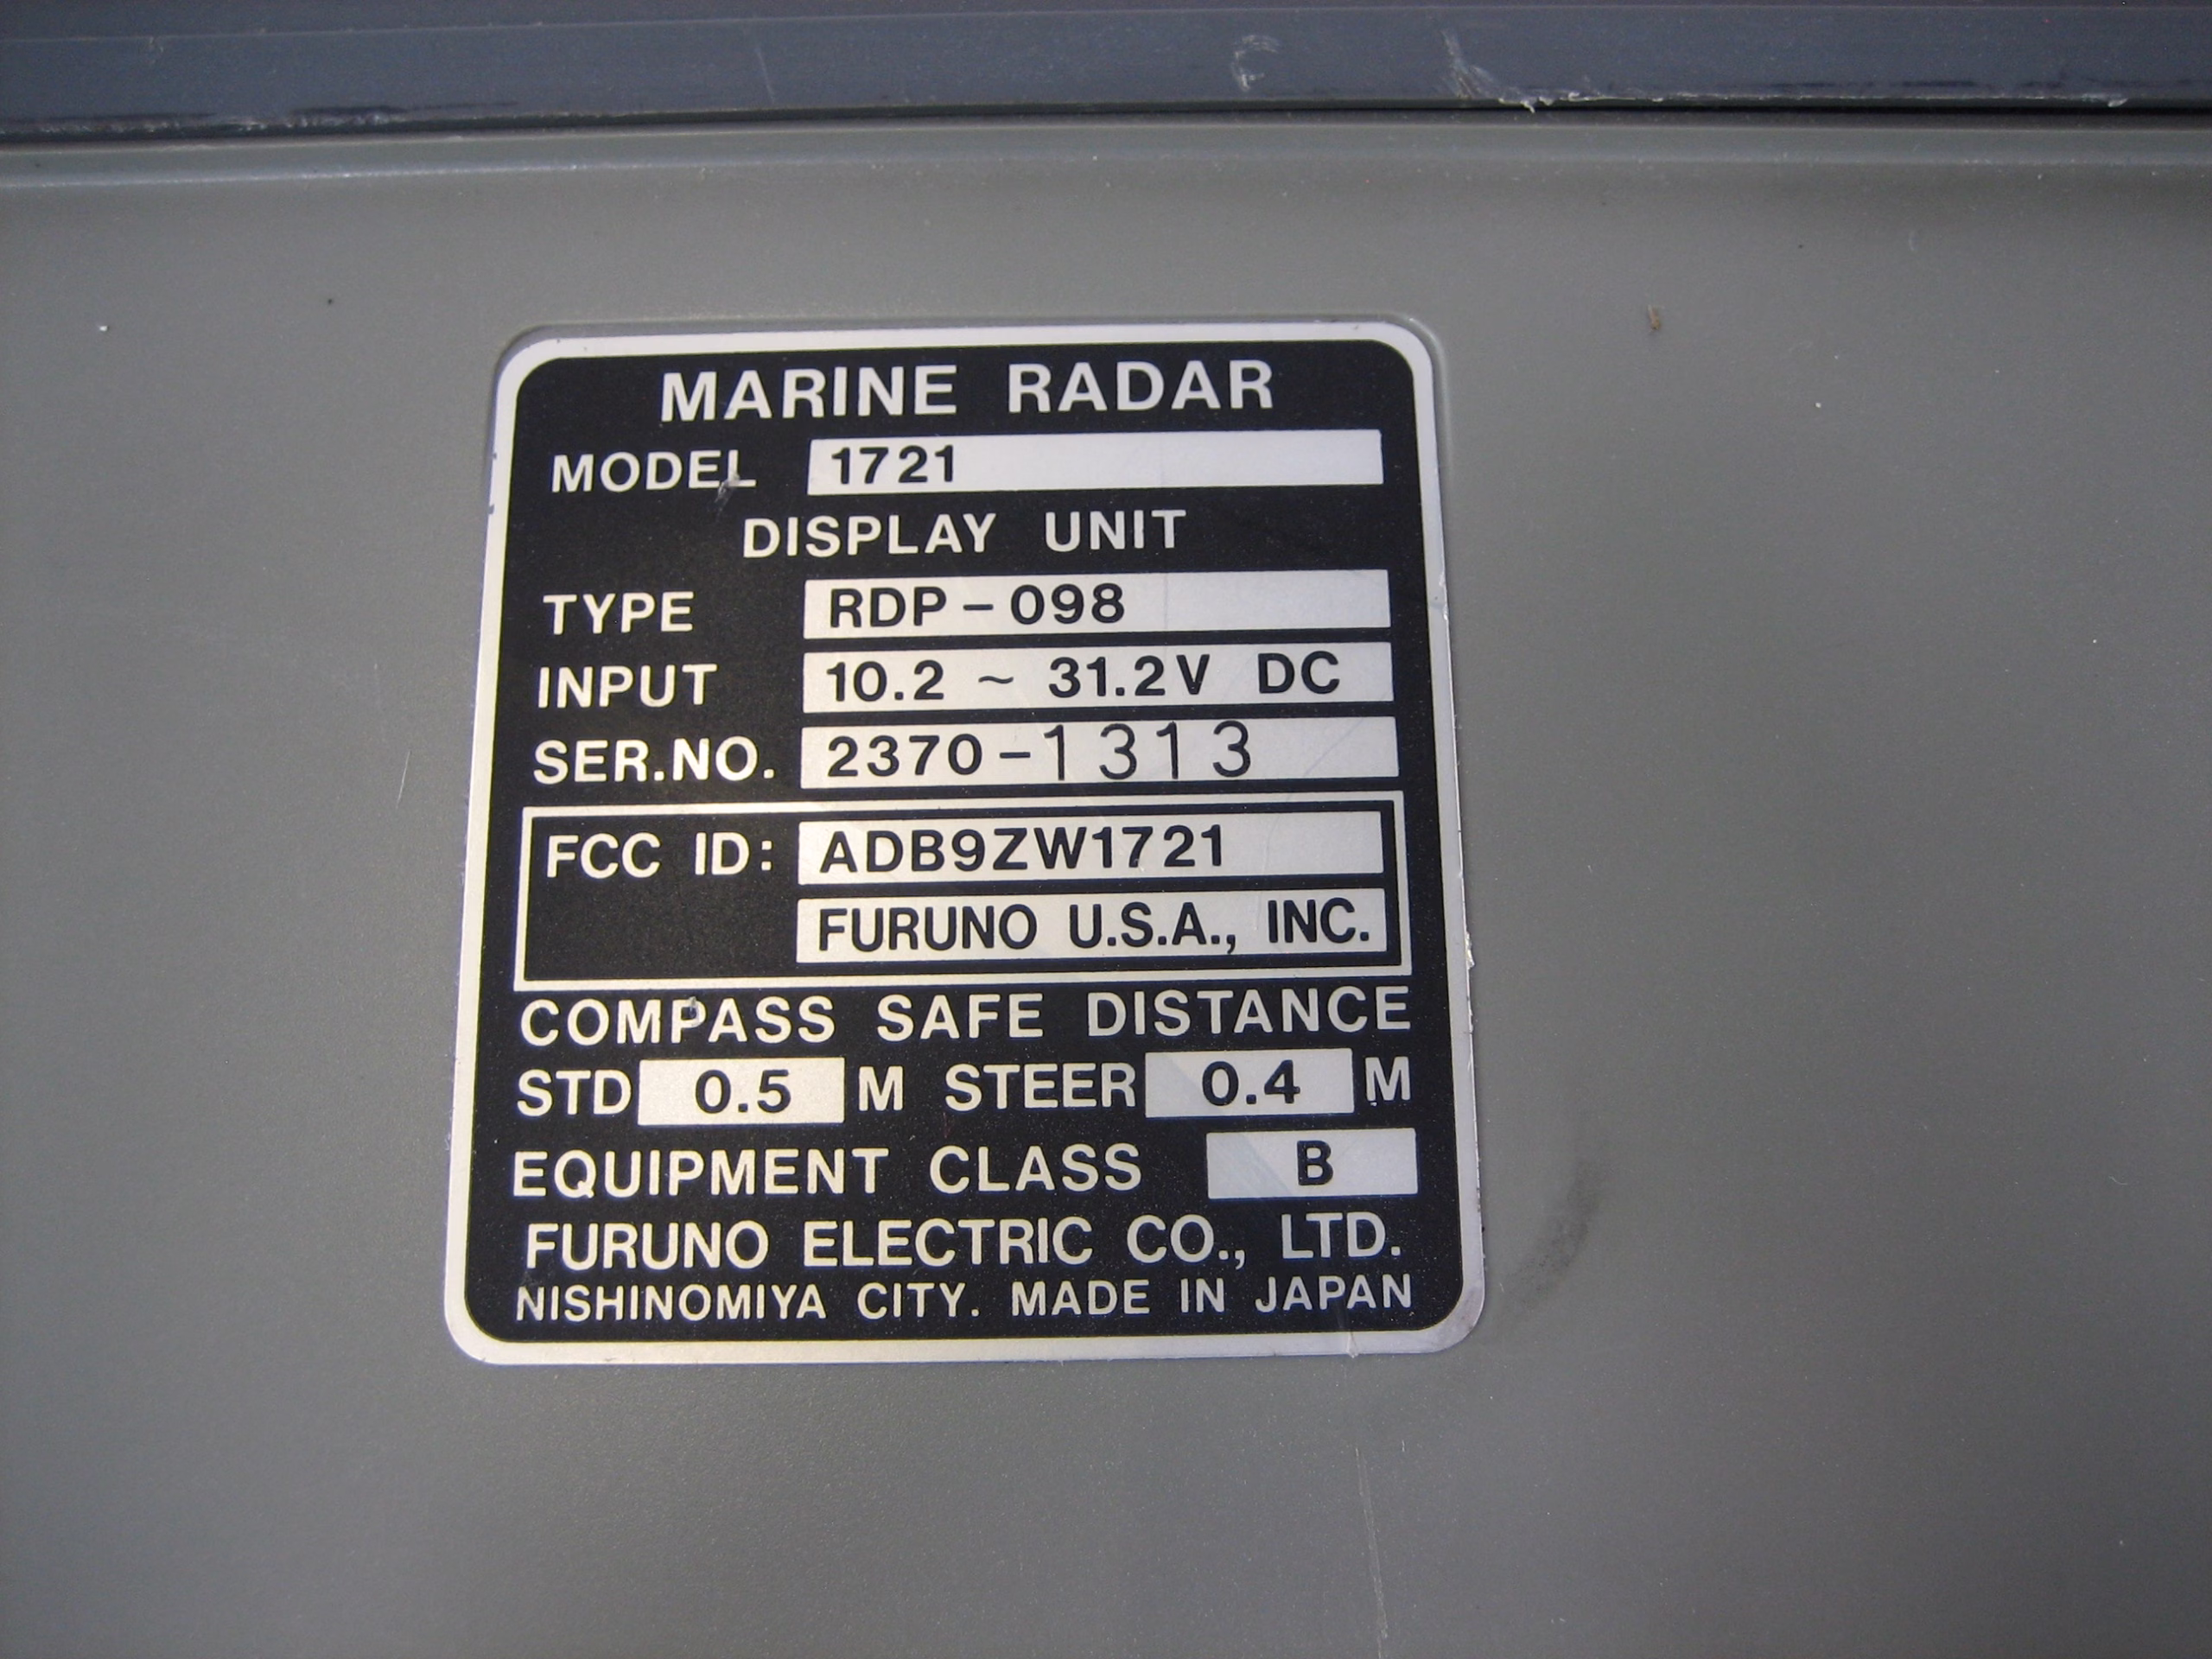 MARINE RADAR
MODEL 1721
DISPLAY UNIT
TYPE RDP-098
INPUT 10.2 ~ 31.2V DC
SER.NO. 2370-1313
FCC ID: ADB9ZW1721
FURUNO U.S.A., INC.
COMPASS SAFE DISTANCE
STD 0.5 M STEER 0.4 M
EQUIPMENT CLASS B
FURUNO ELECTRIC CO., LTD.
NISHINOMIYA CITY. MADE IN JAPAN